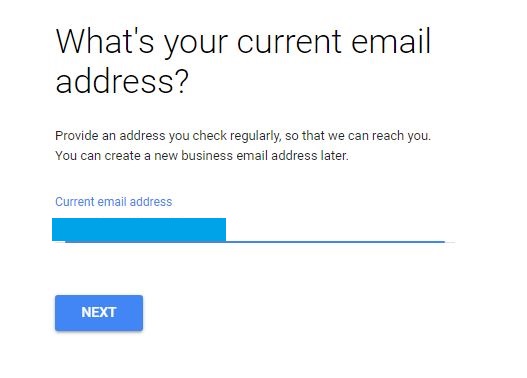 What's your current email
address?
Provide an address you check regularly, so that we can reach you.
You can create a new business email address later.
Current email address
NEXT